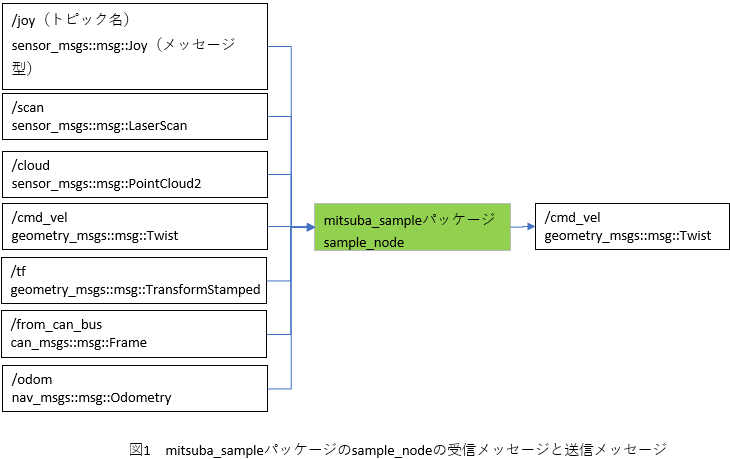 /joy（トピック名）
sensor_msgs::msg::Joy（メッセージ
型）
/scan
sensor_msgs::msg::LaserScan
/cloud
sensor_msgs::msg::PointCloud2
/cmd_vel
geometry_msgs::msg::Twist
/tf
geometry_msgs::msg::TransformStamped
/from_can_bus
can_msgs::msg::Frame
/odom
nav_msgs::msg::Odometry
mitsuba_sampleパッケージ
sample_node
/cmd_vel
geometry_msgs::msg::Twist
図1　mitsuba_sampleパッケージのsample_nodeの受信メッセージと送信メッセージ